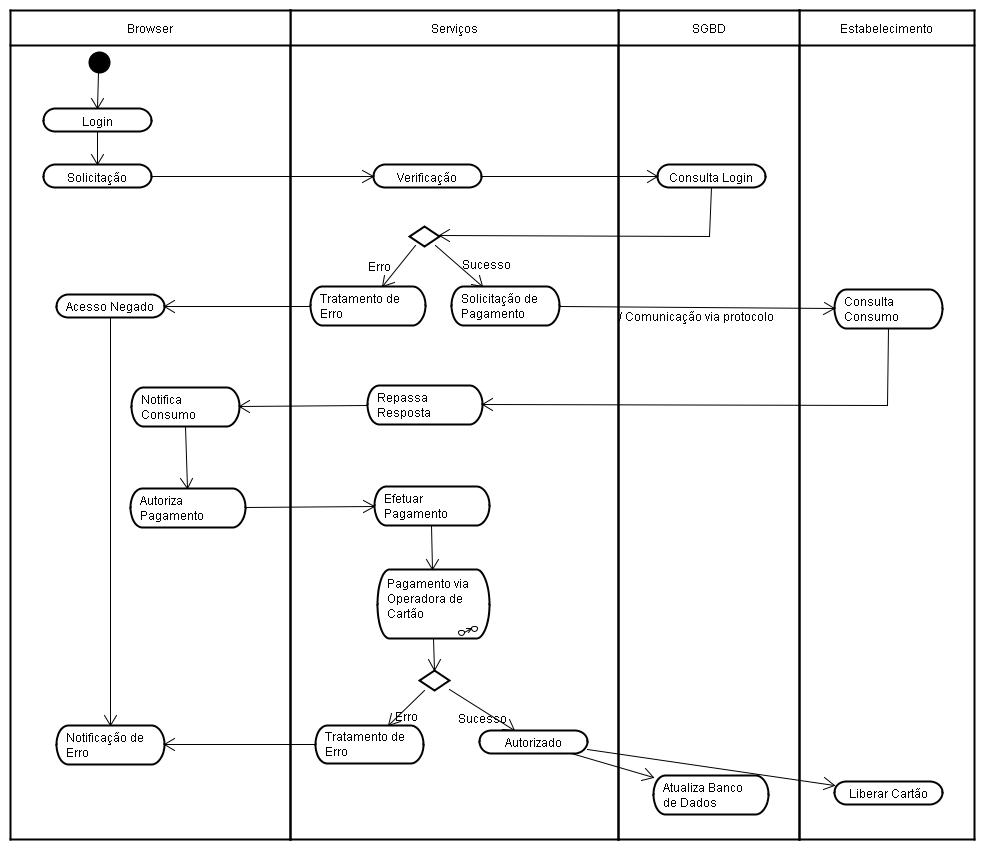 Browser
Serviços
SGBD
Estabelecimento
Login
Solicitação
Verificação
Consulta Login
Erro
Sucesso
Acesso Negado
Tratamento de
Erro
Solicitação de
Pagamento
/ Comunicação via protocolo
Consulta
Consumo
Notifica
Consumo
Repassa
Resposta
Autoriza
Pagamento
Efetuar
Pagamento
Pagamento via
Operadora de
Cartão
Erro
Sucesso
Notificação de
Erro
Tratamento de
Erro
Autorizado
Atualiza Banco
de Dados
Liberar Cartão